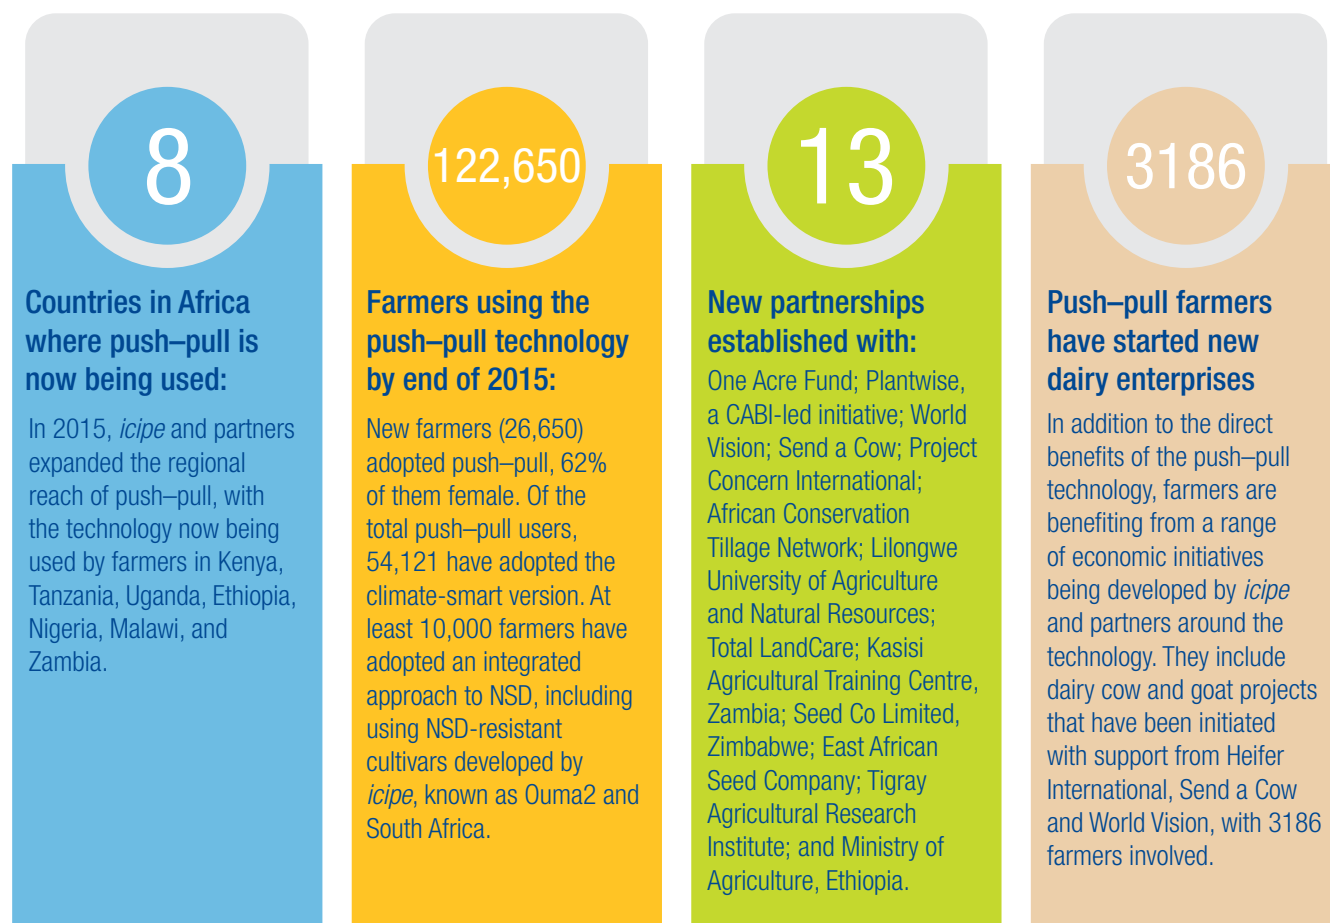 8
Countries in Africa
where push–pull is
now being used:
In 2015, icipe and partners
expanded the regional
reach of push–pull, with
the technology now being
used by farmers in Kenya,
Tanzania, Uganda, Ethiopia,
Nigeria, Malawi, and
Zambia.
122,650
Farmers using the
push–pull technology
by end of 2015:
New farmers (26,650)
adopted push–pull, 62%
of them female. Of the
total push–pull users,
54,121 have adopted the
climate-smart version. At
least 10,000 farmers have
adopted an integrated
approach to NSD, including
using NSD-resistant
cultivars developed by
icipe, known as Ouma2 and
South Africa.
13
New partnerships
established with:
One Acre Fund; Plantwise,
a CABI-led initiative; World
Vision; Send a Cow; Project
Concern International;
African Conservation
Tillage Network; Lilongwe
University of Agriculture
and Natural Resources;
Total LandCare; Kasisi
Agricultural Training Centre,
Zambia; Seed Co Limited,
Zimbabwe; East African
Seed Company; Tigray
Agricultural Research
Institute; and Ministry of
Agriculture, Ethiopia.
3186
Push–pull farmers
have started new
dairy enterprises
In addition to the direct
benefits of the push–pull
technology, farmers are
benefiting from a range
of economic initiatives
being developed by icipe
and partners around the
technology. They include
dairy cow and goat projects
that have been initiated
with support from Heifer
International, Send a Cow
and World Vision, with 3186
farmers involved.